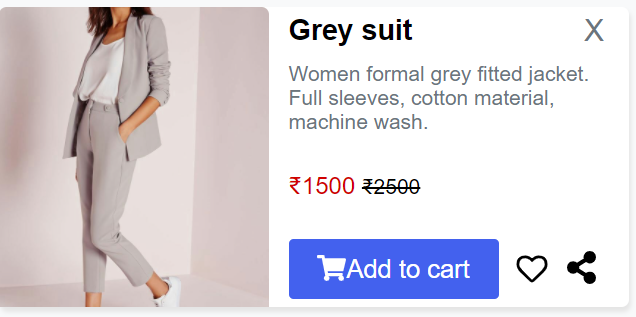 Grey suit X
Women formal grey fitted jacket.
Full sleeves, cotton material,
machine wash.
₹1500 ₹2500
Add to cart